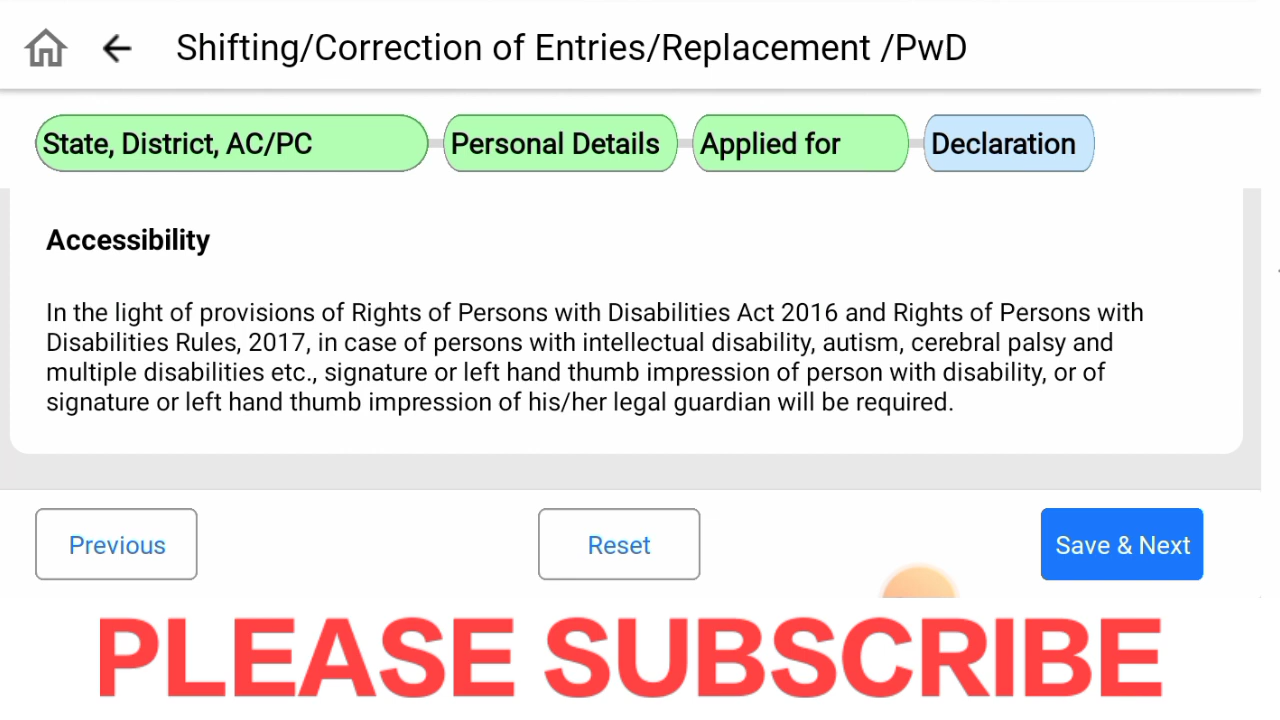 Shifting/Correction of Entries/Replacement /PwD
State, District, AC/PC
Personal Details
Applied for
Declaration
Accessibility
In the light of provisions of Rights of Persons with Disabilities Act 2016 and Rights of Persons with
Disabilities Rules, 2017, in case of persons with intellectual disability, autism, cerebral palsy and
multiple disabilities etc., signature or left hand thumb impression of person with disability, or of
signature or left hand thumb impression of his/her legal guardian will be required.
Previous
Reset
Save & Next
PLEASE SUBSCRIBE